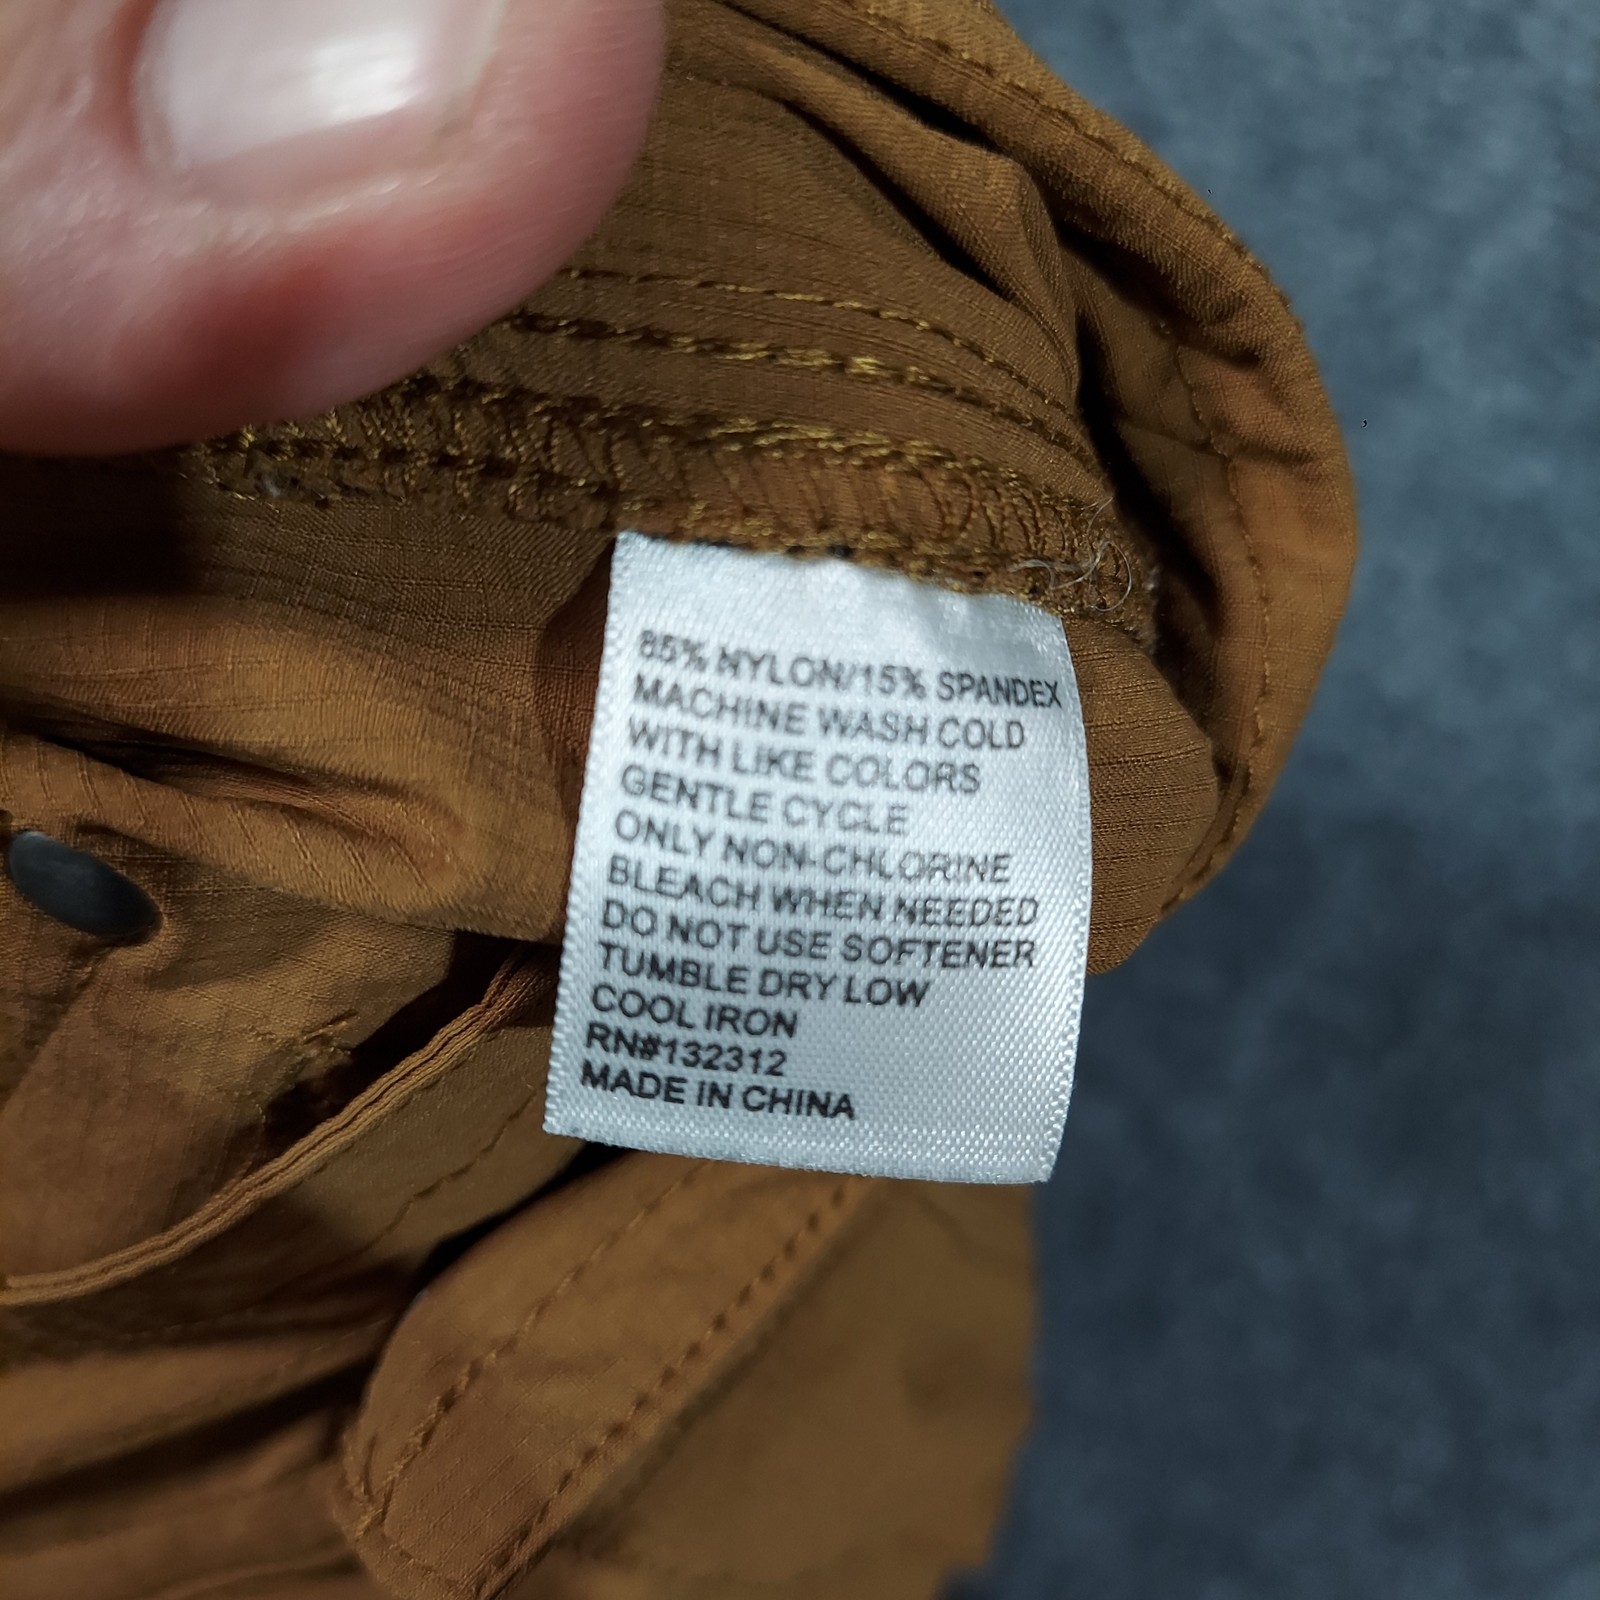 85% NYLON/15% SPANDEX
MACHINE WASH COLD
WITH LIKE COLORS
GENTLE CYCLE
ONLY NON-CHLORINE
BLEACH WHEN NEEDED
DO NOT USE SOFTENER
TUMBLE DRY LOW
COOL IRON
RN#132312
MADE IN CHINA